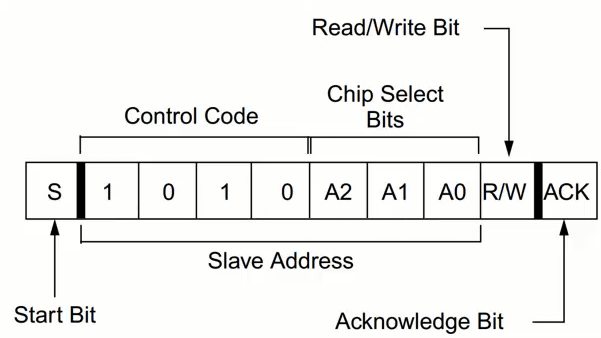 Read/Write Bit
Chip Select
Bits
Control Code
S 1 0 1 0 A2 A1 A0 R/W ACK
Slave Address
Start Bit
Acknowledge Bit